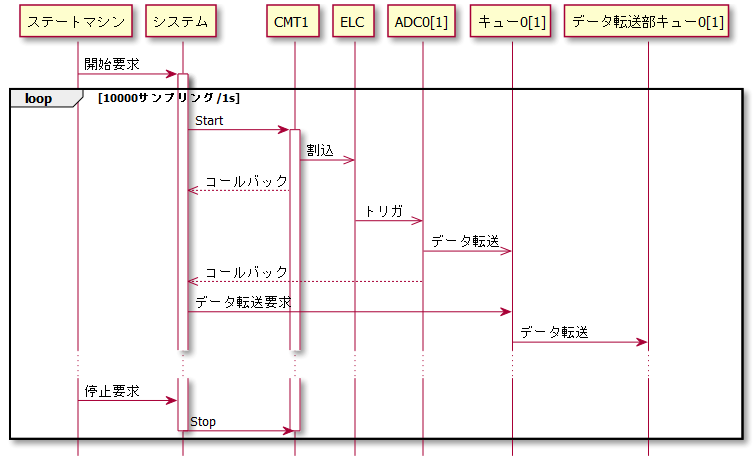 ステートマシン
システム
CMT1
ELC
ADC0[1]
キュー0[1]
データ転送部キュー0[1]
開始要求
loop
[10000サンプリング/1s]
Start
割込
コールバック
トリガ
データ転送
コールバック
データ転送要求
データ転送
停止要求
Stop